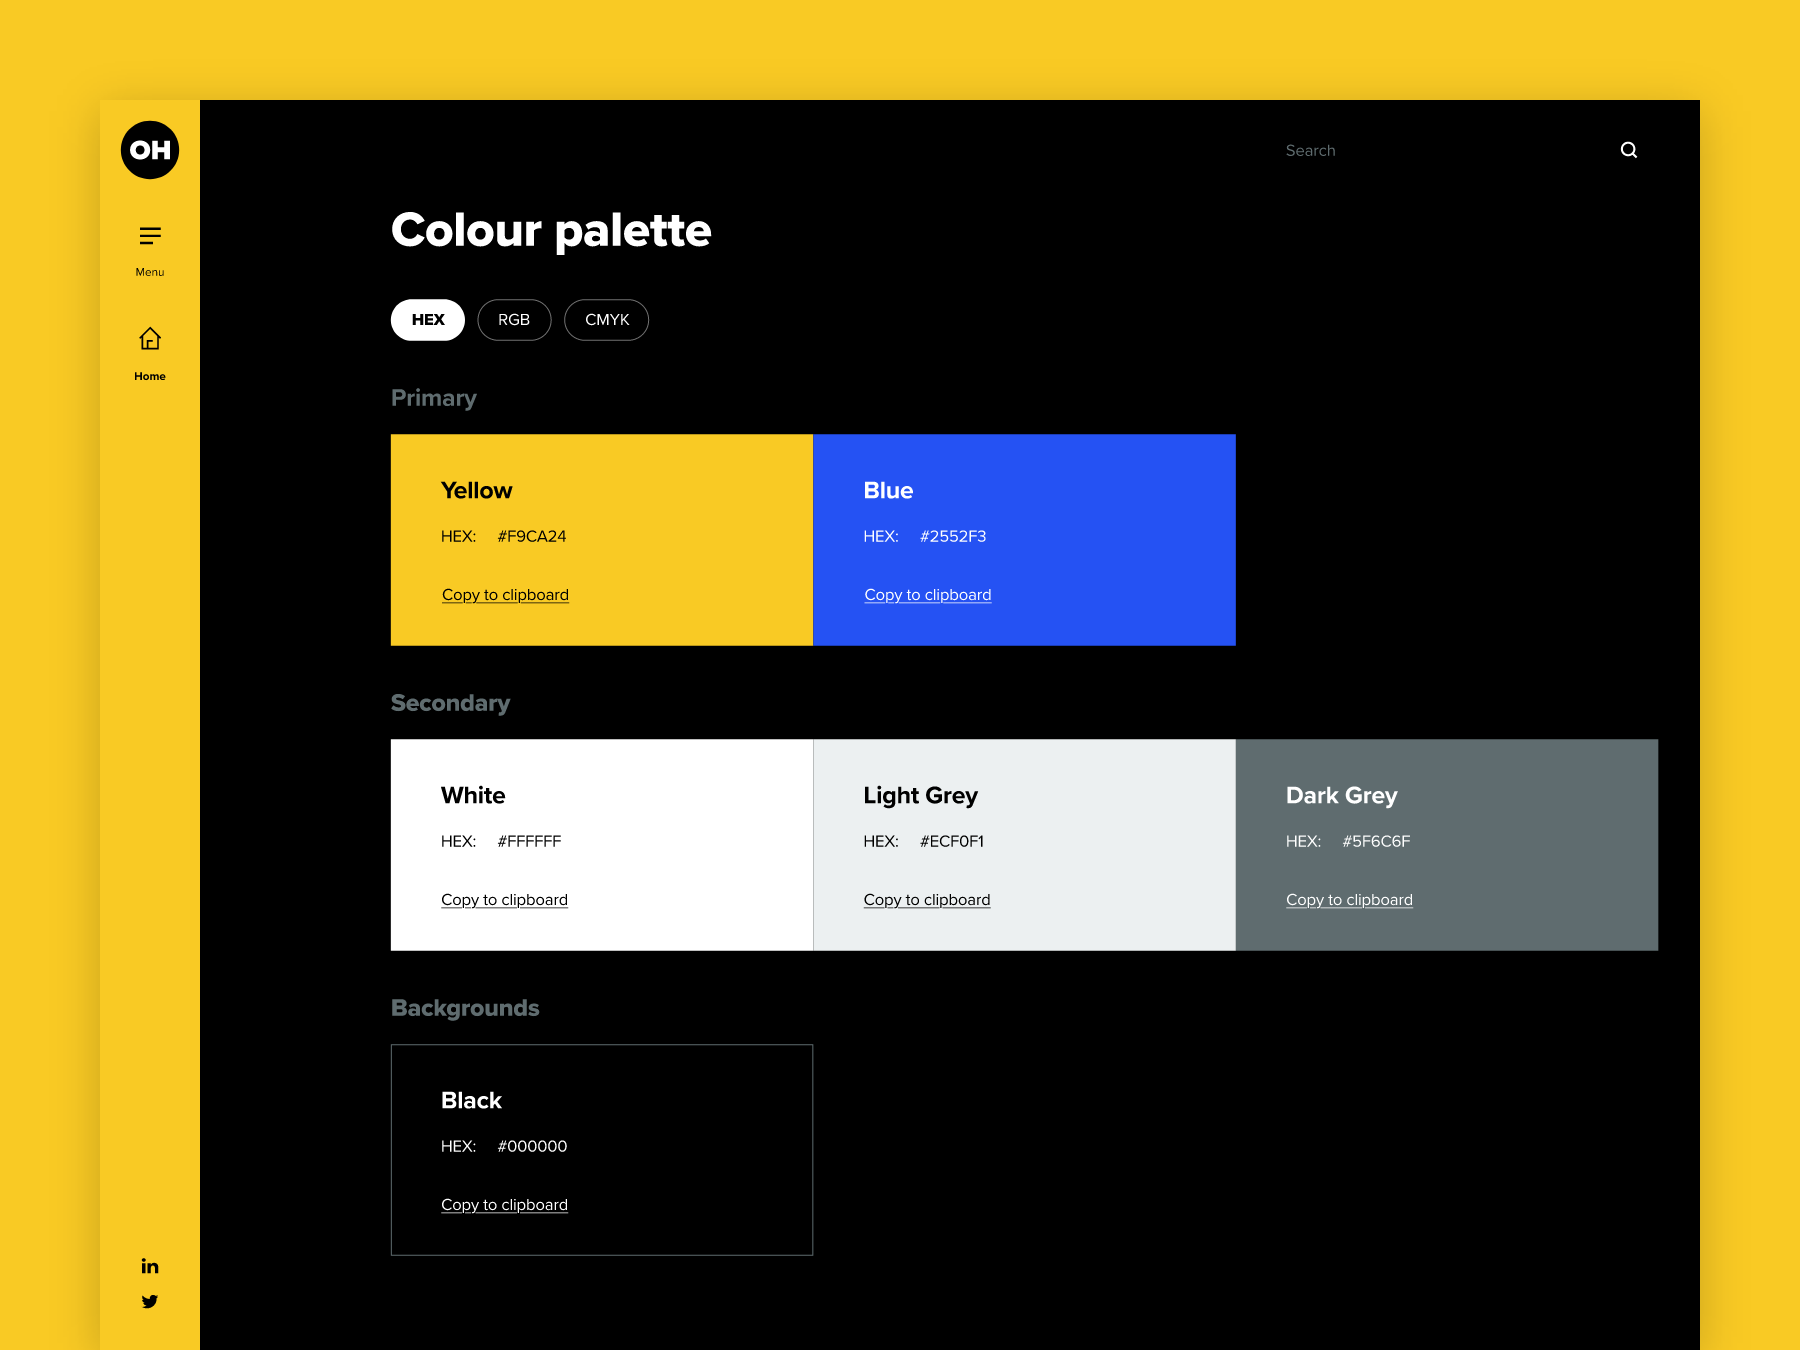 OH
Menu
Home
Search
Colour palette
HEX
RGB
CMYK
Primary
Yellow
HEX: #F9CA24
Copy to clipboard
Blue
HEX: #2552F3
Copy to clipboard
Secondary
White
HEX: #FFFFFF
Copy to clipboard
Light Grey
HEX: #ECF0F1
Copy to clipboard
Dark Grey
HEX: #5F6C6F
Copy to clipboard
Backgrounds
Black
HEX: #000000
Copy to clipboard
in